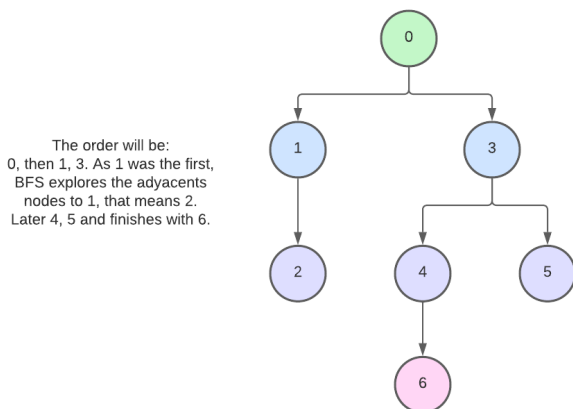 0
1
3
The order will be:
0, then 1, 3. As 1 was the first,
BFS explores the adyacents
nodes to 1, that means 2.
Later 4, 5 and finishes with 6.
2
4
5
6